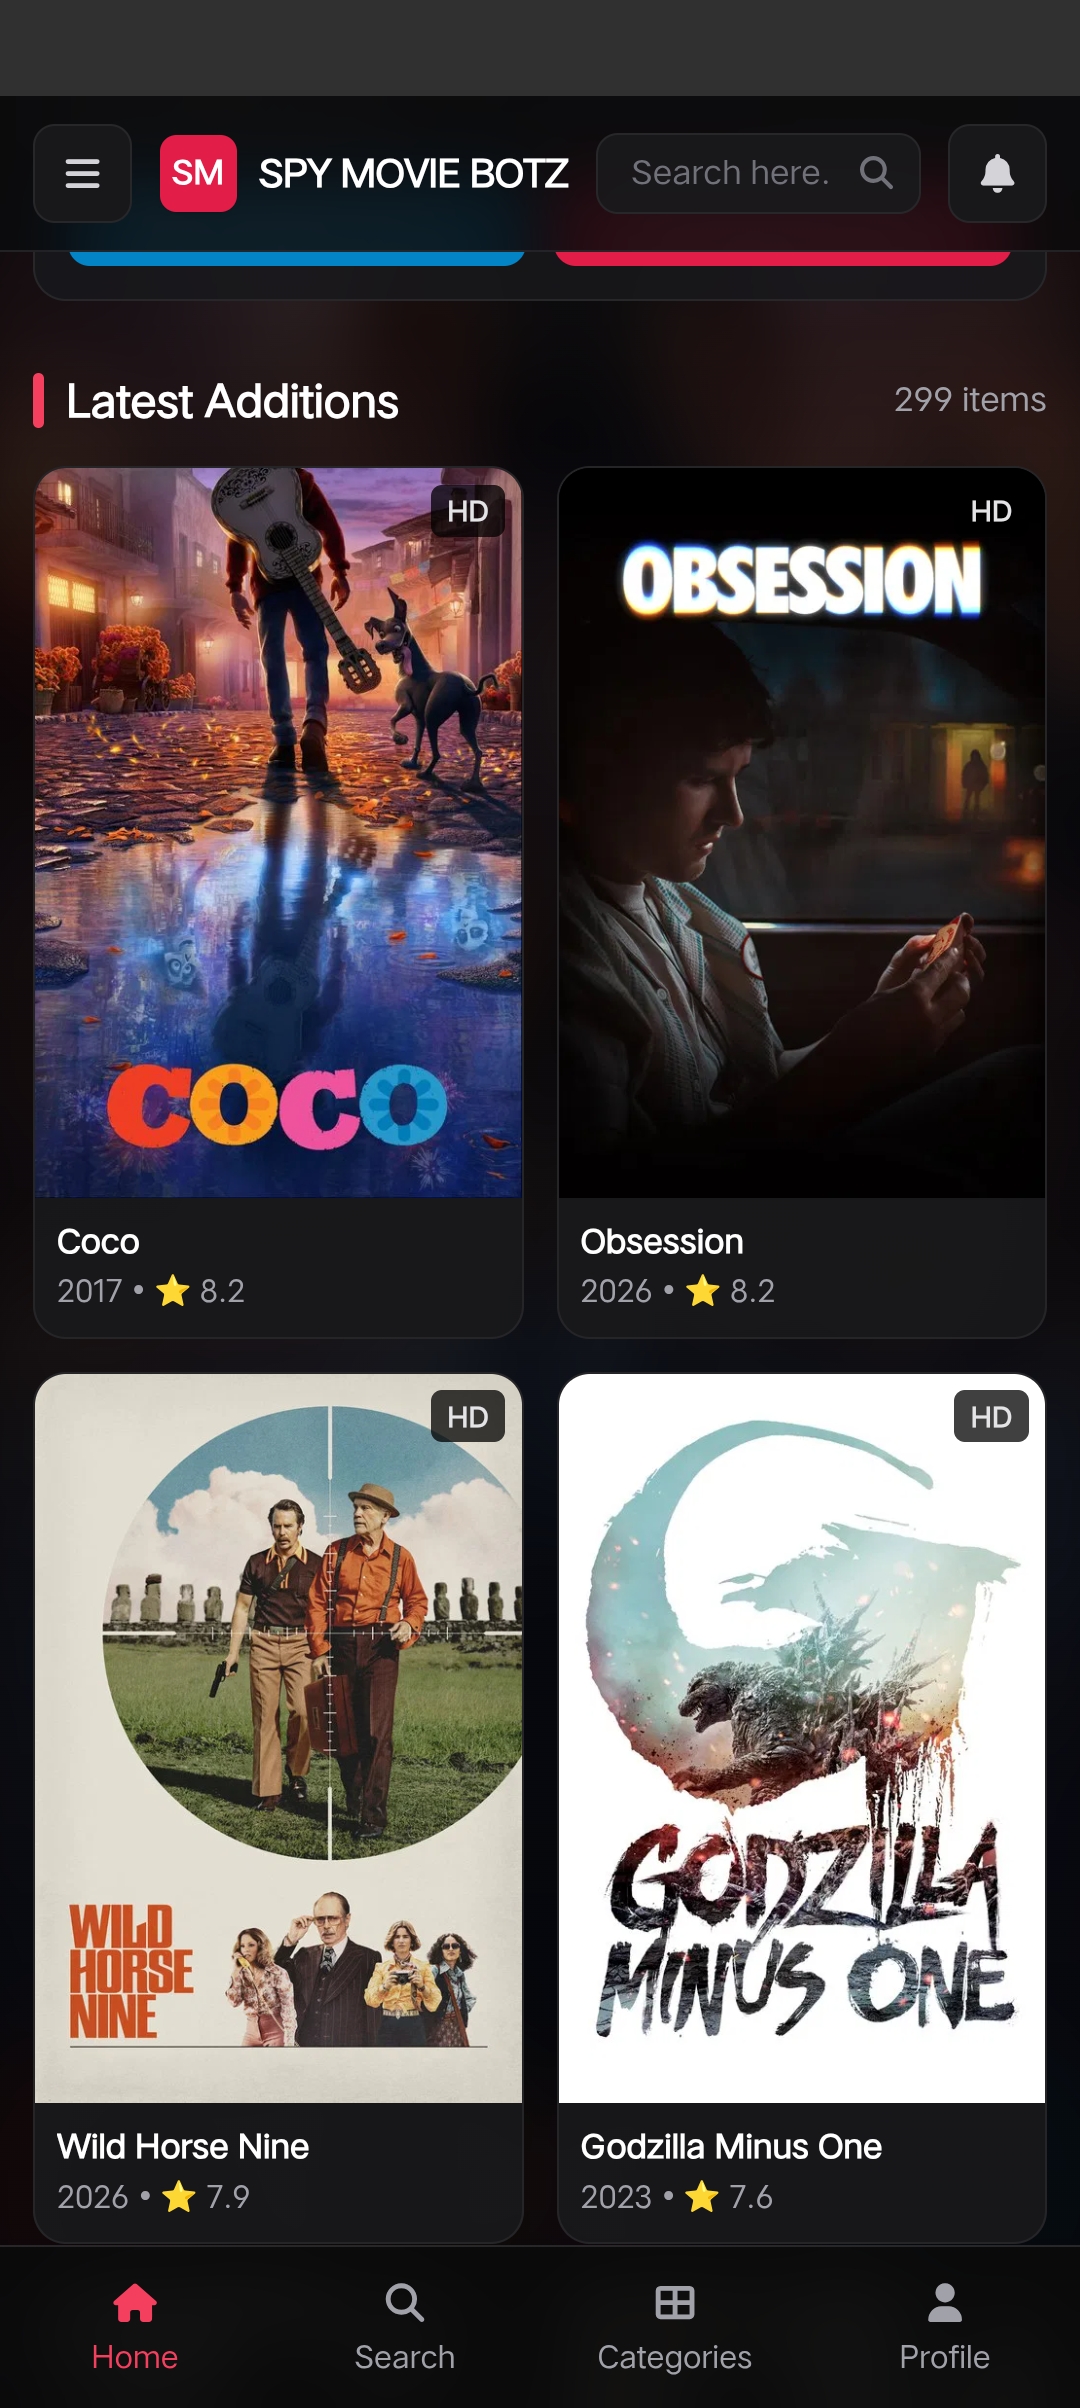 SM
SPY MOVIE BOTZ
Search here.
Latest Additions
299 items
HD
COCO
Coco
2017 • ⭐ 8.2
HD
OBSESSION
Obsession
2026 • ⭐ 8.2
HD
WILD
HORSE
NINE
Wild Horse Nine
2026 • ⭐ 7.9
HD
GODZILLA
MINUS ONE
Godzilla Minus One
2023 • ⭐ 7.6
Home
Search
Categories
Profile